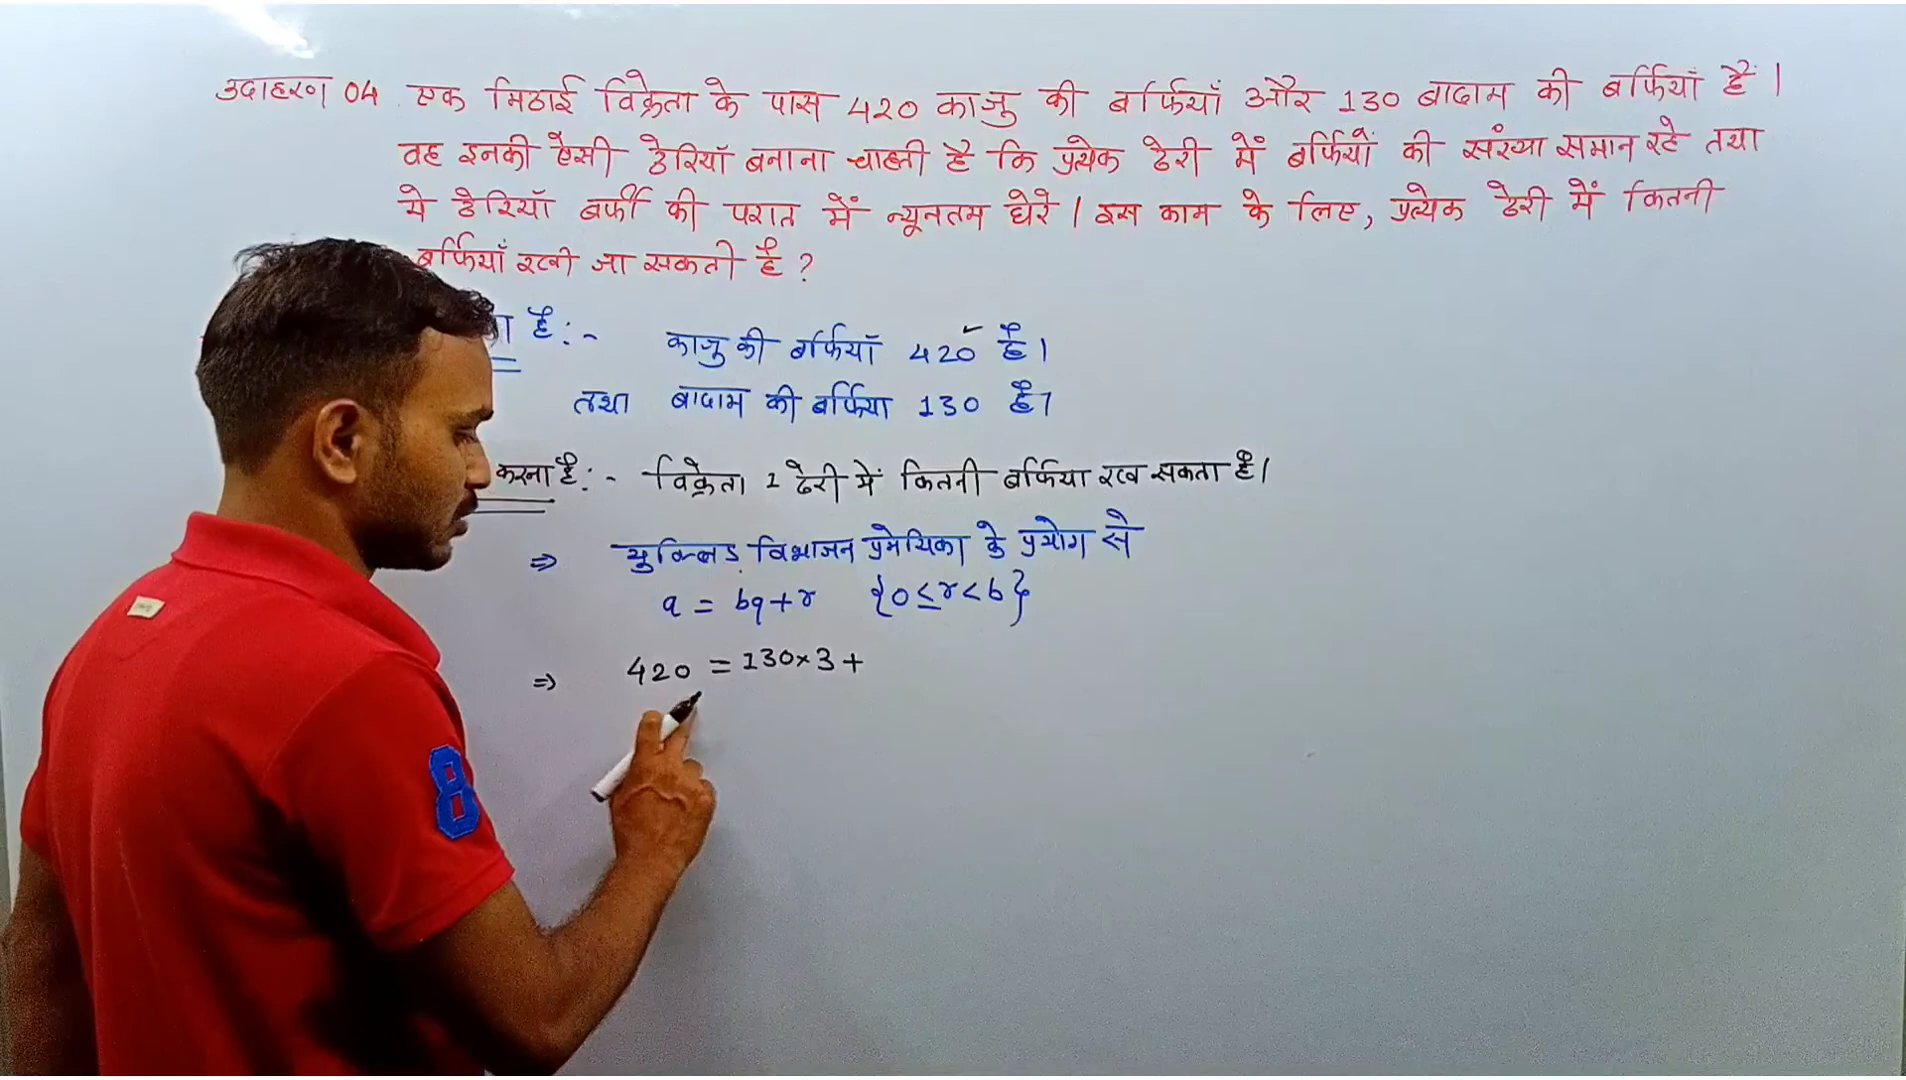 उदाहरण 04 एक मिठाई विक्रेता के पास 420 काजु की बर्फियाँ और 130 बादाम की बर्फियाँ हैं।
वह इनकी ऐसी ढेरियाँ बनाना चाहती है कि प्रत्येक ढेरी में बर्फियों की संख्या समान रहे तथा
ये ढेरियाँ बर्फी की परात में न्यूनतम घेरे। इस काम के लिए, प्रत्येक ढेरी में कितनी
बर्फियाँ रखी जा सकती है ?
है :- काजु की बर्फियाँ 420 है।
तथा बादाम की बर्फिया 130 है।
करना है :- विक्रेता 1 ढेरी में कितनी बर्फिया रख सकता है।
⇒ युक्लिड विभाजन प्रमेयिका के प्रयोग से
a = bq+r {0≤r<b}
⇒ 420 = 130×3+
8